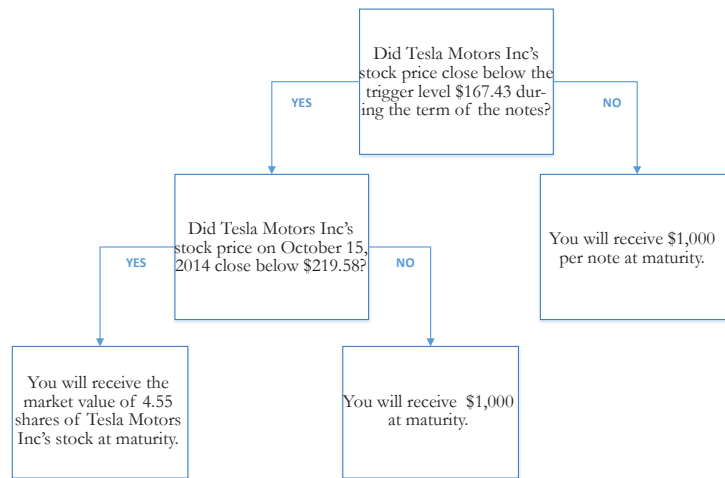 Did Tesla Motors Inc's
stock price close below the
trigger level $167.43 dur-
ing the term of the notes?
YES
NO
Did Tesla Motors Inc's
stock price on October 15,
2014 close below $219.58?
You will receive $1,000
per note at maturity.
YES
NO
You will receive the
market value of 4.55
shares of Tesla Motors
Inc's stock at maturity.
You will receive $1,000
at maturity.